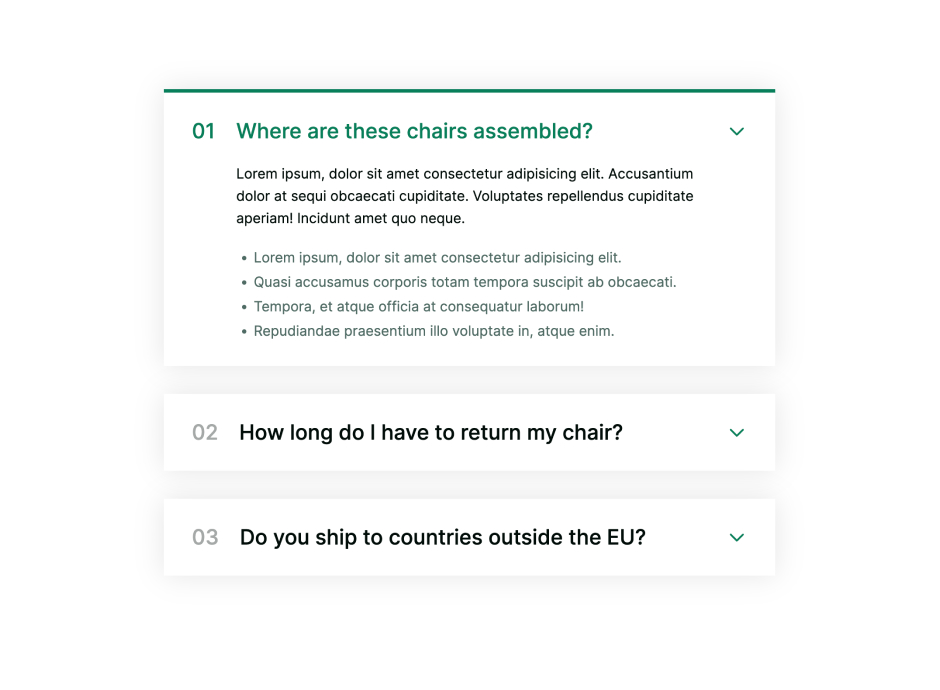 01 Where are these chairs assembled?
Lorem ipsum, dolor sit amet consectetur adipisicing elit. Accusantium
dolor at sequi obcaecati cupiditate. Voluptates repellendus cupiditate
aperiam! Incidunt amet quo neque.
• Lorem ipsum, dolor sit amet consectetur adipisicing elit.
• Quasi accusamus corporis totam tempora suscipit ab obcaecati.
• Tempora, et atque officia at consequatur laborum!
• Repudiandae praesentium illo voluptate in, atque enim.
02 How long do I have to return my chair?
03 Do you ship to countries outside the EU?